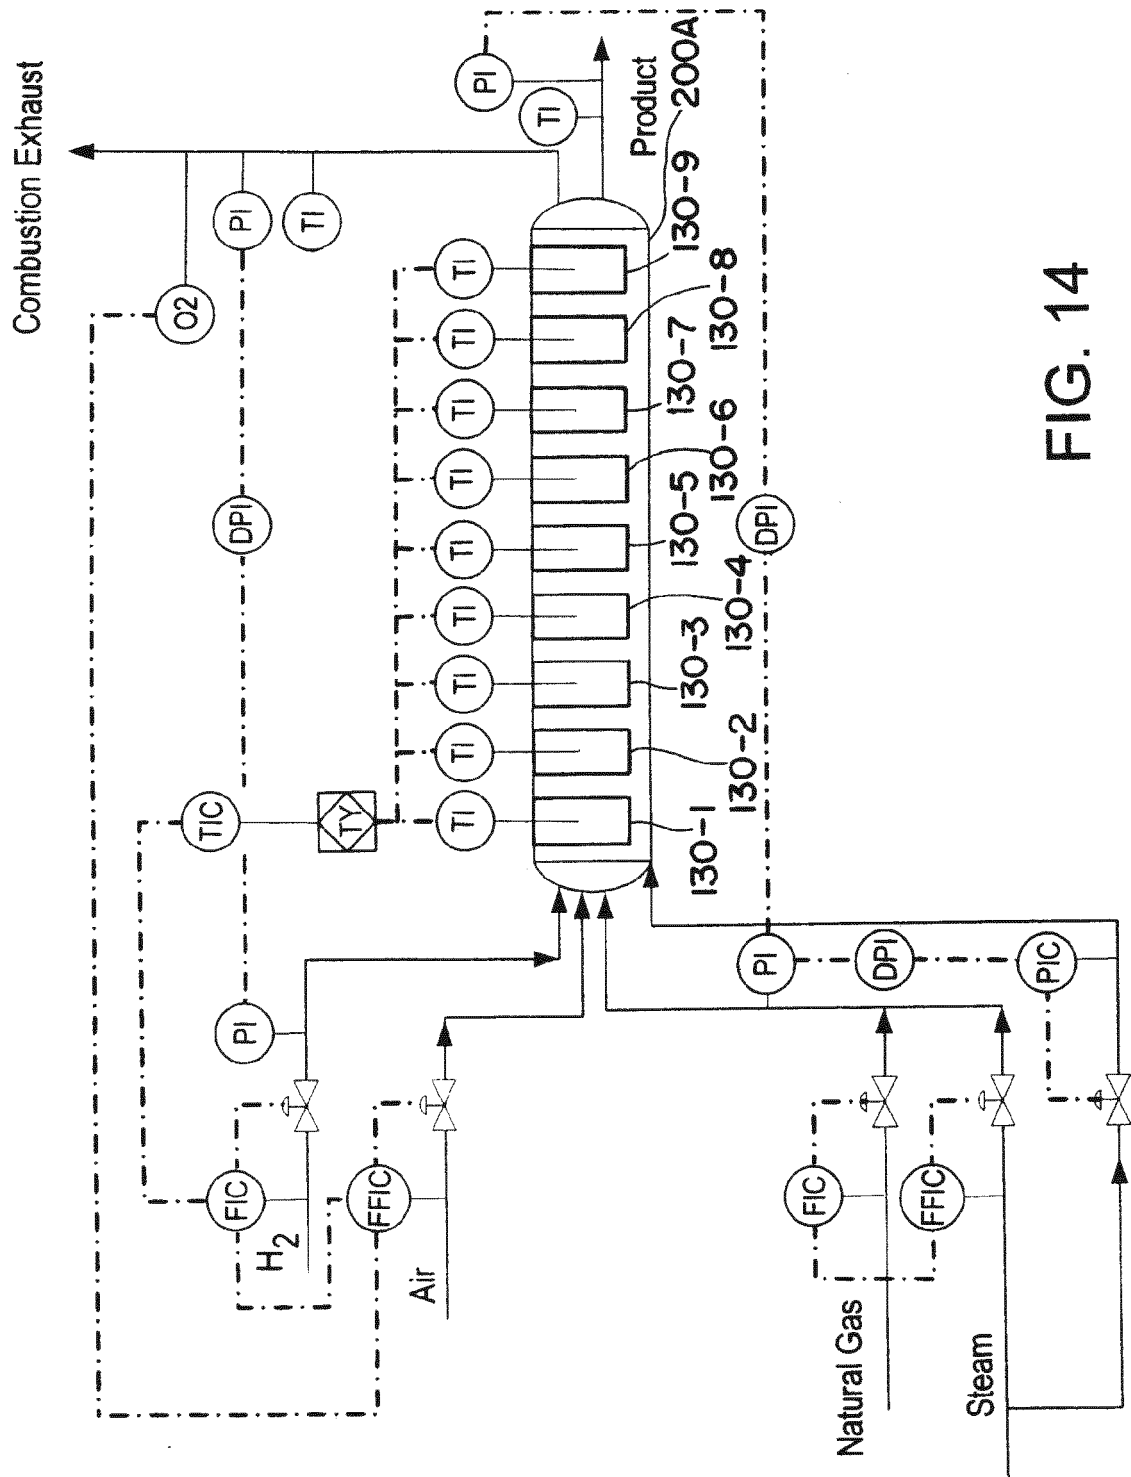 Combustion Exhaust
O2
PI
TI
DPI
TIC
TY
TI
TI
TI
TI
TI
TI
TI
TI
TI
PI
TI
Product
200A
130-1
130-2
130-3
130-4
130-5
130-6
130-7
130-8
130-9
DPI
PI
FIC
H2
FFIC
Air
PI
DPI
PIC
FIC
Natural Gas
FFIC
Steam
FIG. 14